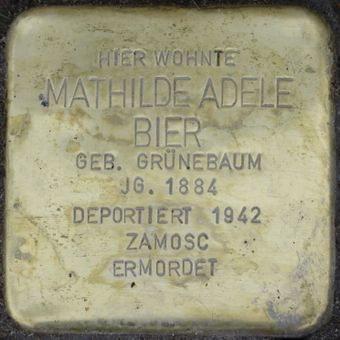 HIER WOHNTE
MATHILDE ADELE
BIER
GEB. GRÜNEBAUM
JG. 1884
DEPORTIERT 1942
ZAMOSC
ERMORDET